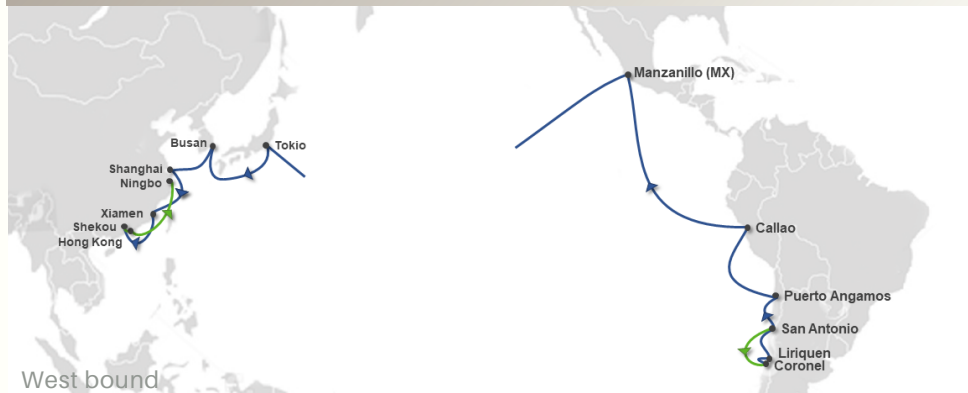 Manzanillo (MX)
Busan
Tokio
Shanghai
Ningbo
Xiamen
Shekou
Hong Kong
Callao
Puerto Angamos
San Antonio
Liriquen
Coronel
West bound